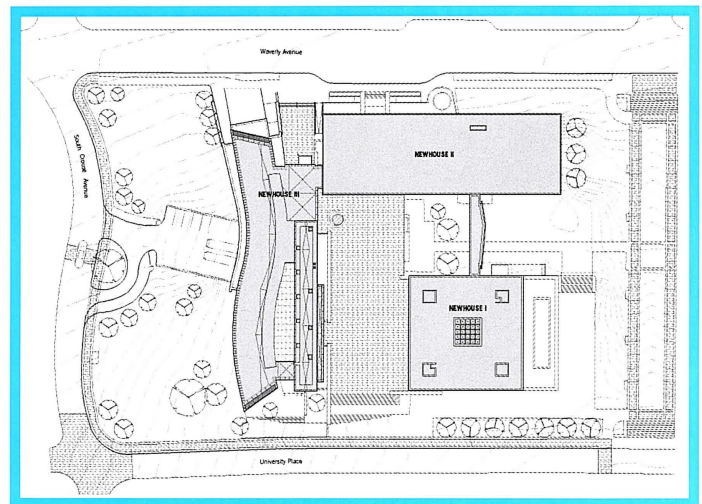 Waverly Avenue
South Crouse Avenue
NEWHOUSE II
NEWHOUSE III
NEWHOUSE I
University Place